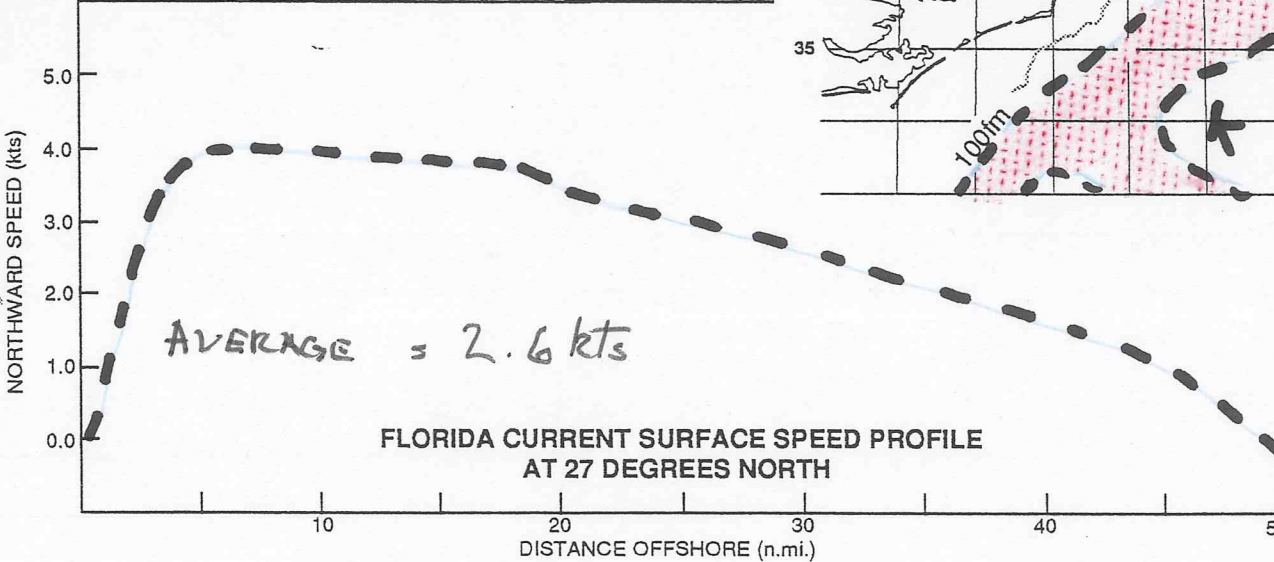 35
100fm
K
5.0
4.0
3.0
2.0
1.0
0.0
NORTHWARD SPEED (kts)
AVERAGE = 2.6 kts
FLORIDA CURRENT SURFACE SPEED PROFILE
AT 27 DEGREES NORTH
10 20 30 40 5
DISTANCE OFFSHORE (n.mi.)